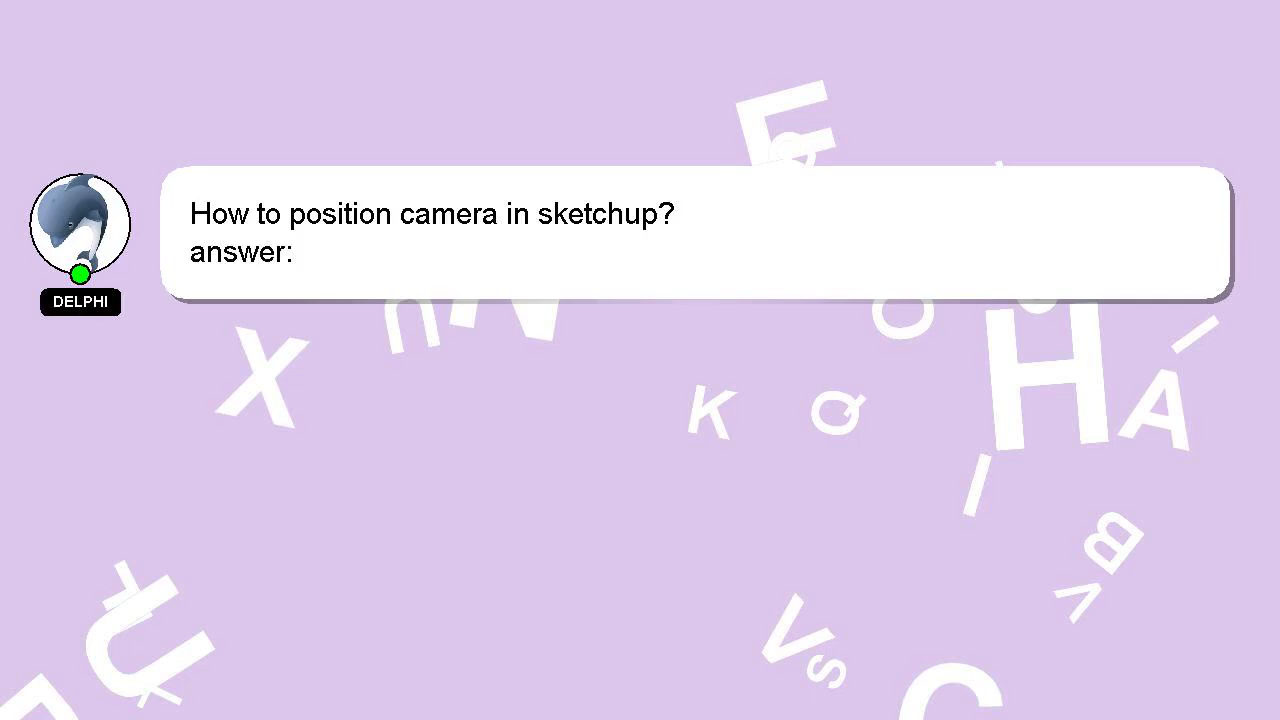 How to position camera in sketchup?
answer:
DELPHI
E
X
U
N
O
H
I
A
K
Q
I
B
V
U
V
S
C